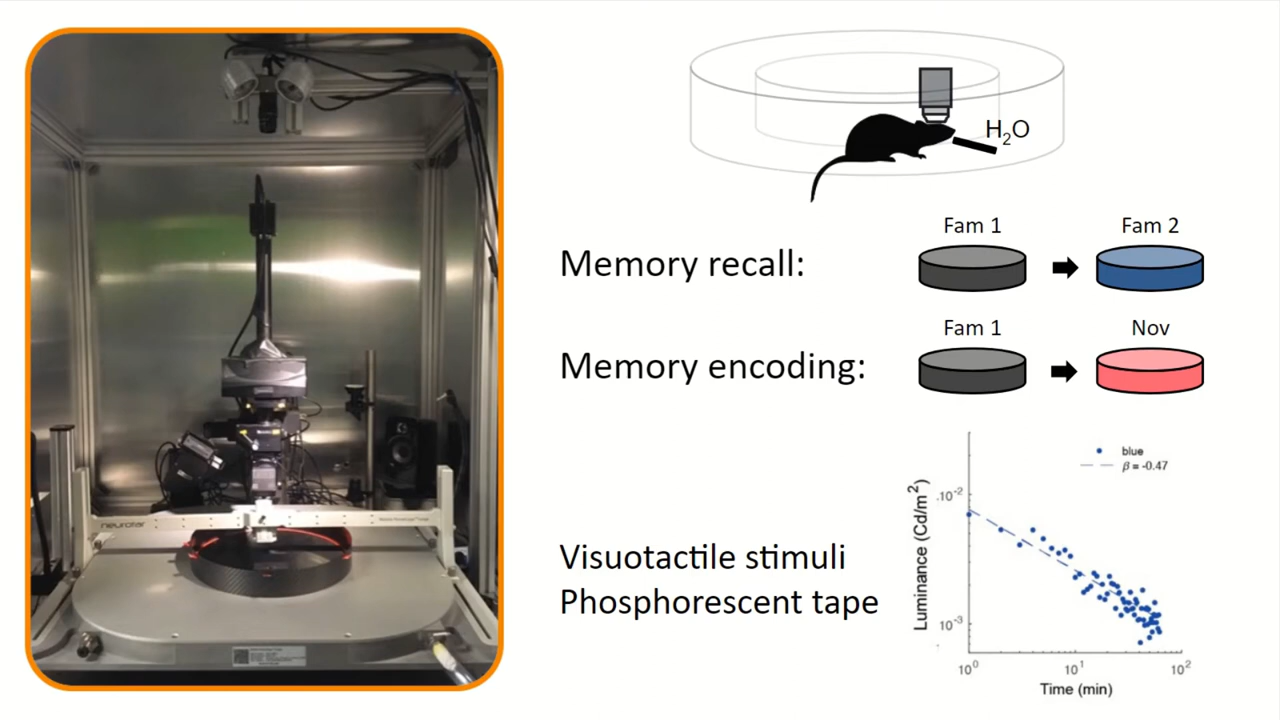 H₂O
Memory recall:
Fam 1
Fam 2
Memory encoding:
Fam 1
Nov
Visuotactile stimuli
Phosphorescent tape
neurotar
blue
β = -0.47
Luminance (Cd/m²)
10⁻²
10⁻³
10⁰
10¹
10²
Time (min)